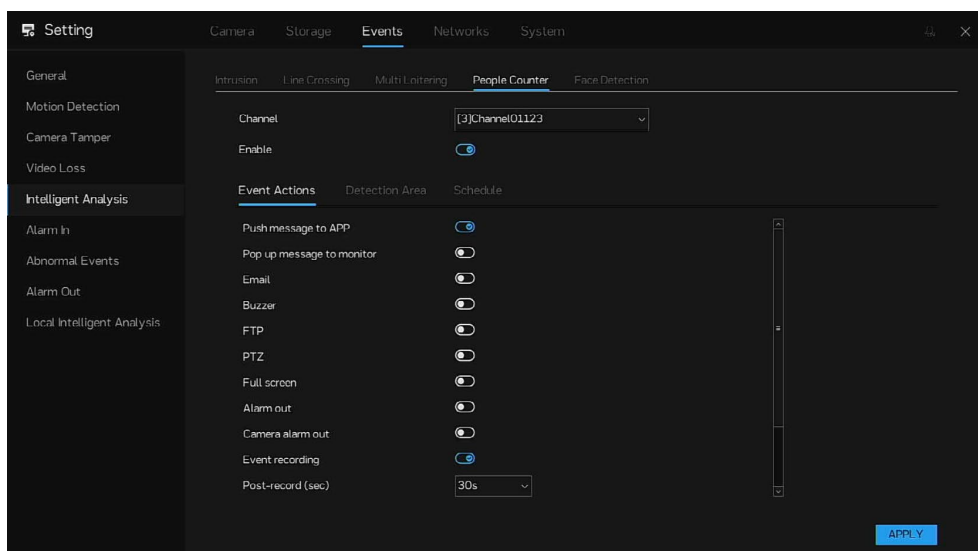 Setting
Camera Storage Events Networks System
General
Motion Detection
Camera Tamper
Video Loss
Intelligent Analysis
Alarm In
Abnormal Events
Alarm Out
Local Intelligent Analysis
Intrusion Line Crossing Multi Loitering People Counter Face Detection
Channel [3]Channel01123
Enable
Event Actions Detection Area Schedule
Push message to APP
Pop up message to monitor
Email
Buzzer
FTP
PTZ
Full screen
Alarm out
Camera alarm out
Event recording
Post-record (sec) 30s
APPLY